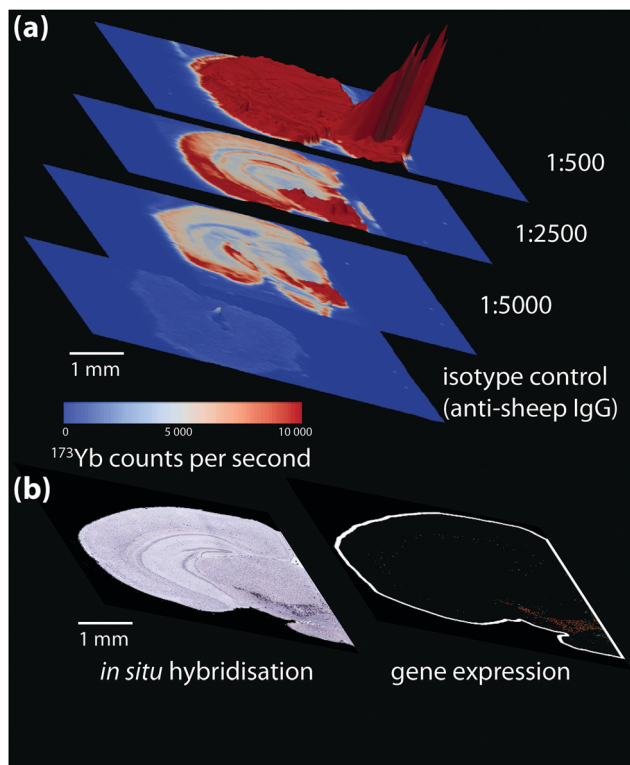 (a)
1:500
1:2500
1:5000
isotype control
(anti-sheep IgG)
1 mm
0 5 000 10 000
173Yb counts per second
(b)
1 mm
in situ hybridisation
gene expression